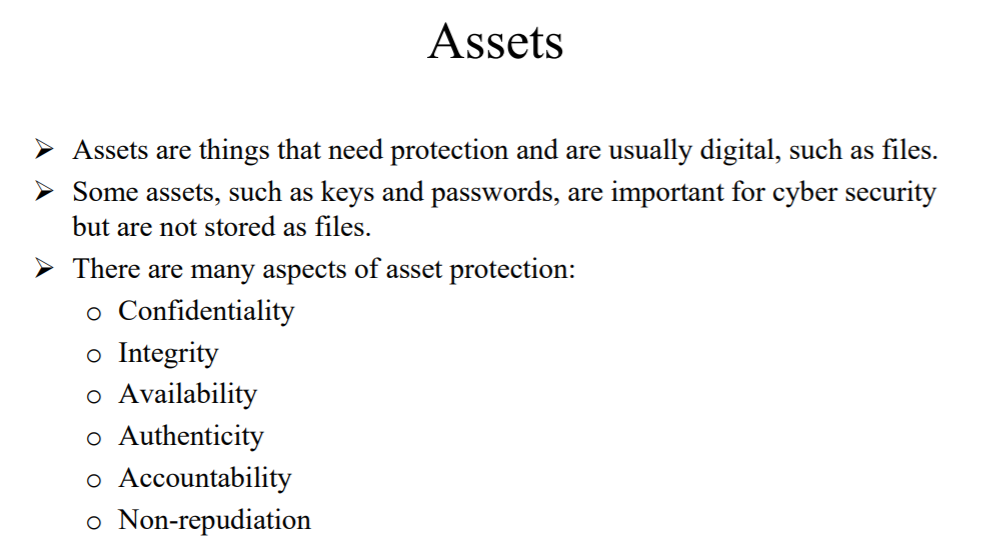 Assets
➢ Assets are things that need protection and are usually digital, such as files.
➢ Some assets, such as keys and passwords, are important for cyber security
but are not stored as files.
➢ There are many aspects of asset protection:
o Confidentiality
o Integrity
o Availability
o Authenticity
o Accountability
o Non-repudiation